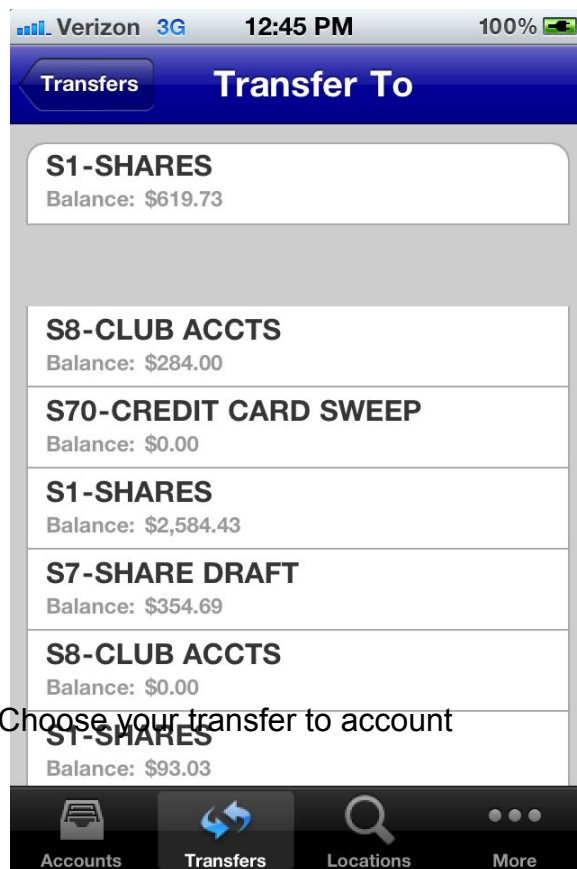 Verizon 3G 12:45 PM 100%
Transfers Transfer To
S1-SHARES
Balance: $619.73
S8-CLUB ACCTS
Balance: $284.00
S70-CREDIT CARD SWEEP
Balance: $0.00
S1-SHARES
Balance: $2,584.43
S7-SHARE DRAFT
Balance: $354.69
S8-CLUB ACCTS
Balance: $0.00
Choose your transfer to account
S1-SHARES
Balance: $93.03
Accounts Transfers Locations More